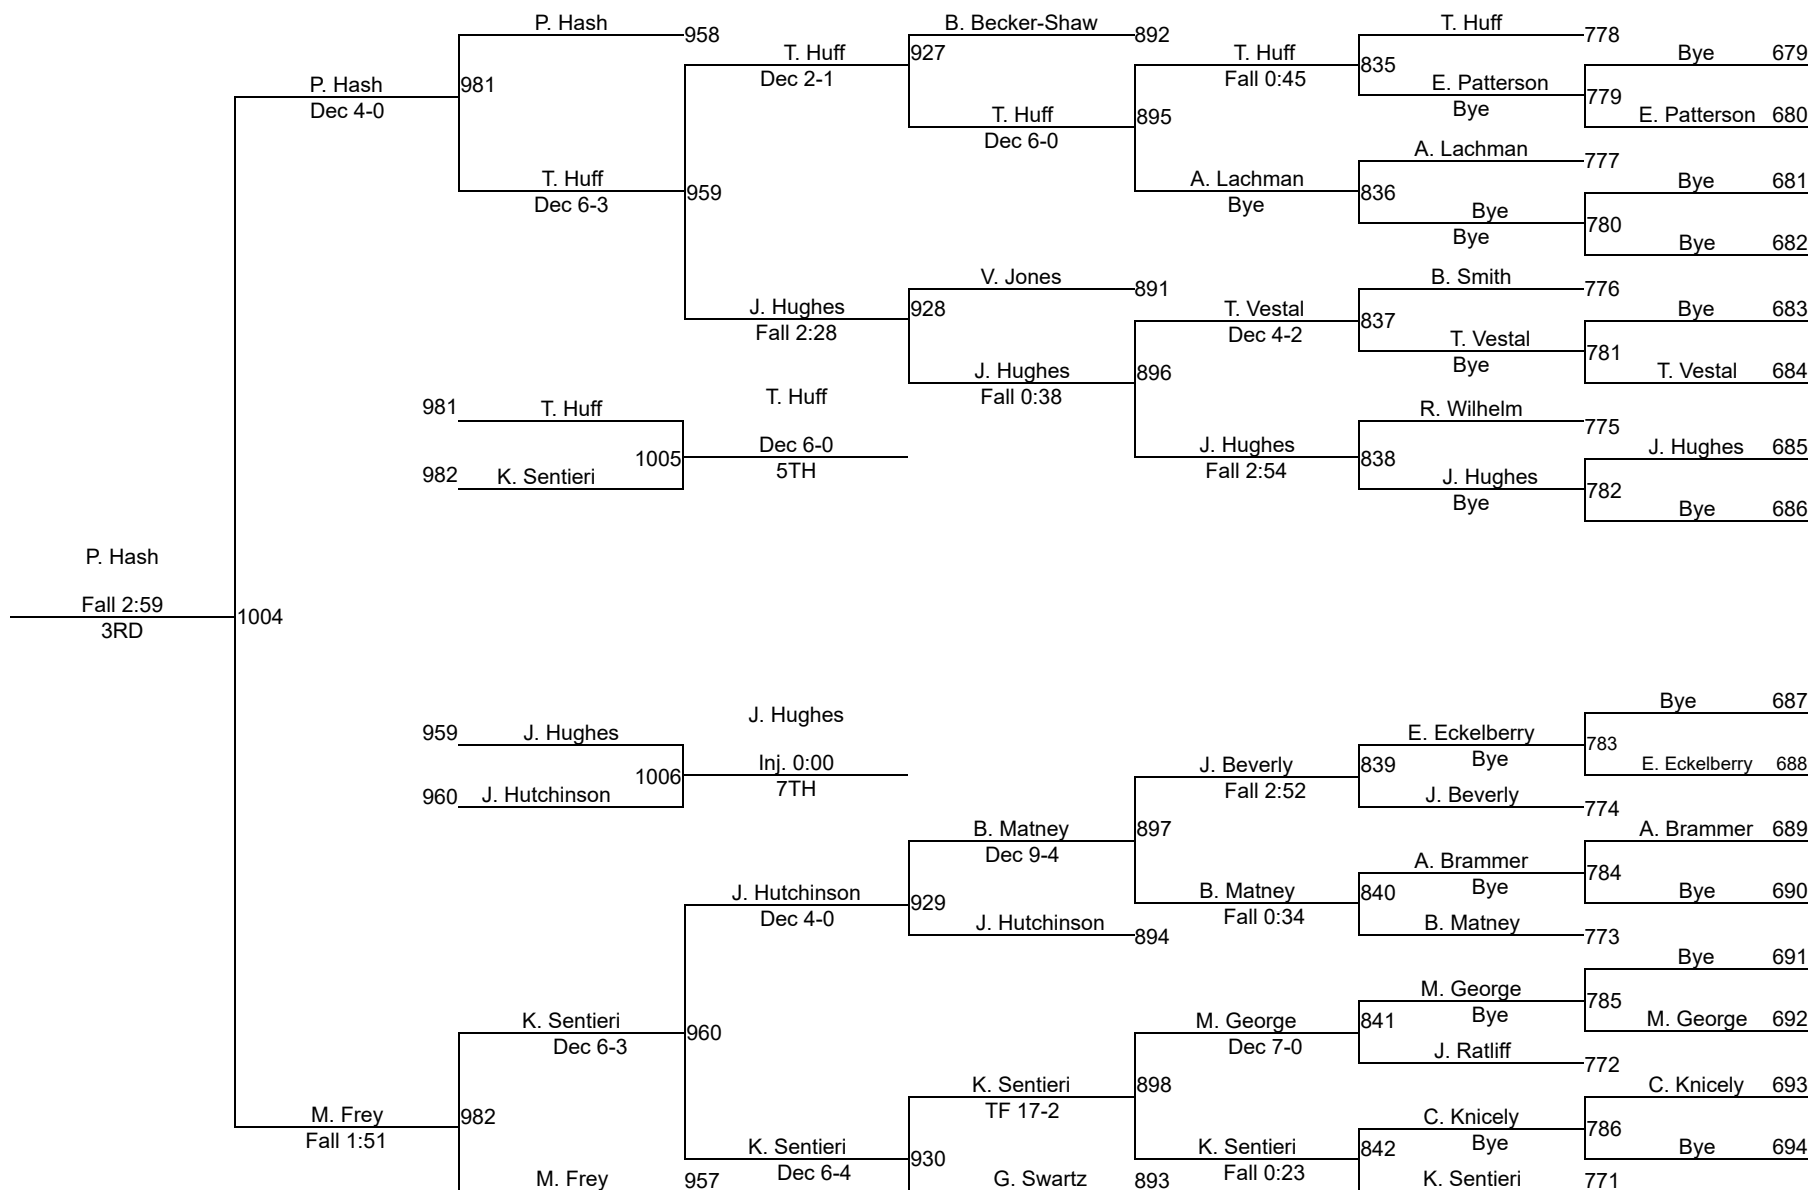 P. Hash
958
B. Becker-Shaw
892
T. Huff
778
T. Huff
Dec 2-1
927
T. Huff
Fall 0:45
835
Bye
679
P. Hash
Dec 4-0
981
E. Patterson
Bye
779
T. Huff
Dec 6-0
895
E. Patterson
680
A. Lachman
777
T. Huff
Dec 6-3
959
A. Lachman
Bye
836
Bye
681
Bye
Bye
780
Bye
682
V. Jones
891
B. Smith
776
J. Hughes
Fall 2:28
928
T. Vestal
Dec 4-2
837
Bye
683
T. Vestal
Bye
781
J. Hughes
Fall 0:38
896
T. Vestal
684
981
T. Huff
T. Huff
R. Wilhelm
775
1005
Dec 6-0
5TH
J. Hughes
Fall 2:54
838
J. Hughes
685
982
K. Sentieri
J. Hughes
Bye
782
Bye
686
P. Hash
Fall 2:59
3RD
1004
Bye
687
959
J. Hughes
J. Hughes
E. Eckelberry
Bye
783
1006
Inj. 0:00
7TH
J. Beverly
Fall 2:52
839
E. Eckelberry
688
960
J. Hutchinson
J. Beverly
774
B. Matney
Dec 9-4
897
A. Brammer
689
A. Brammer
Bye
784
J. Hutchinson
Dec 4-0
929
B. Matney
Fall 0:34
840
Bye
690
J. Hutchinson
894
B. Matney
773
Bye
691
M. George
Bye
785
K. Sentieri
Dec 6-3
960
M. George
Dec 7-0
841
M. George
692
J. Ratliff
772
K. Sentieri
TF 17-2
898
C. Knicely
693
M. Frey
Fall 1:51
982
C. Knicely
Bye
786
K. Sentieri
Dec 6-4
930
K. Sentieri
Fall 0:23
842
Bye
694
M. Frey
957
G. Swartz
893
K. Sentieri
771